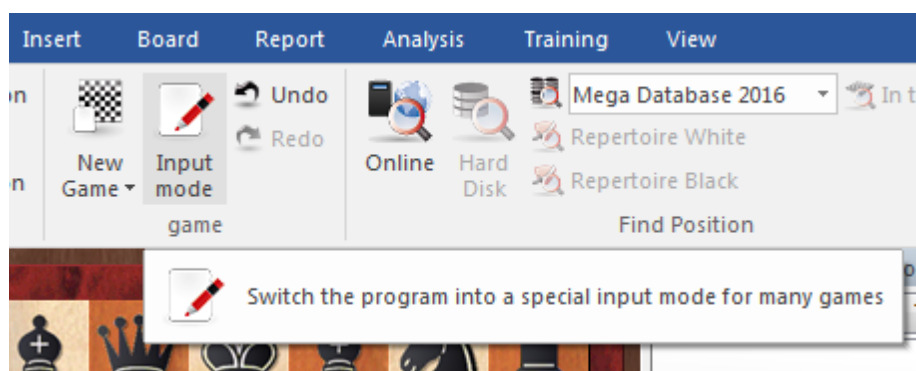 Insert Board Report Analysis Training View
New Game
Input mode
Undo
Redo
game
Online
Hard Disk
Mega Database 2016
In t
Repertoire White
Repertoire Black
Find Position
Switch the program into a special input mode for many games